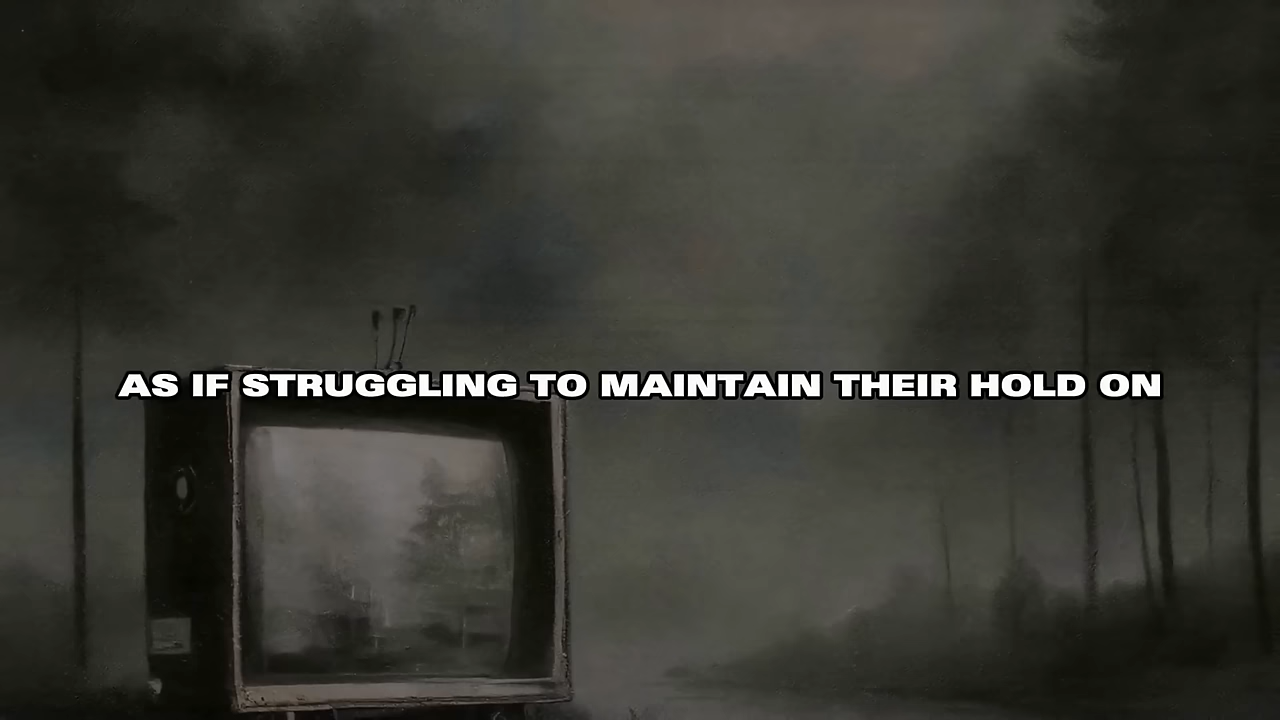 AS IF STRUGGLING TO MAINTAIN THEIR HOLD ON